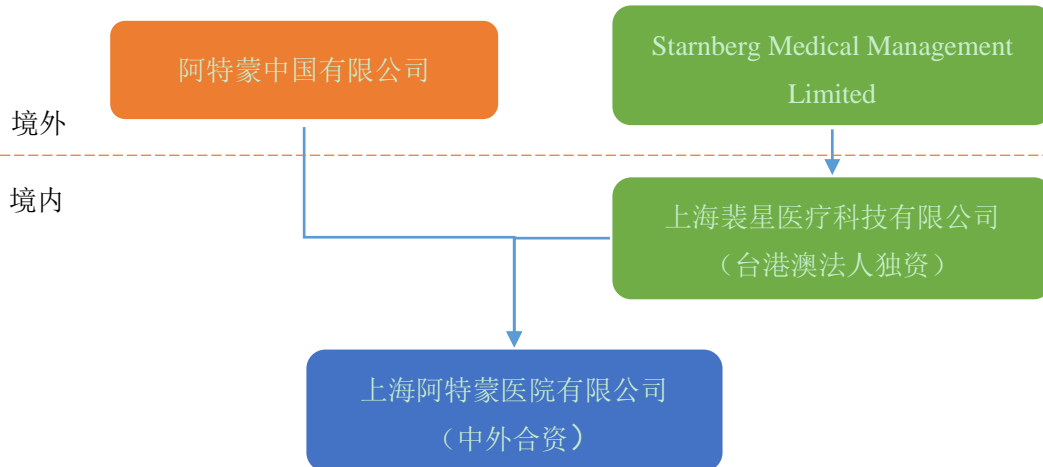 阿特蒙中国有限公司
Starnberg Medical Management
Limited
境外
境内
上海裴星医疗科技有限公司
（台港澳法人独资）
上海阿特蒙医院有限公司
（中外合资）